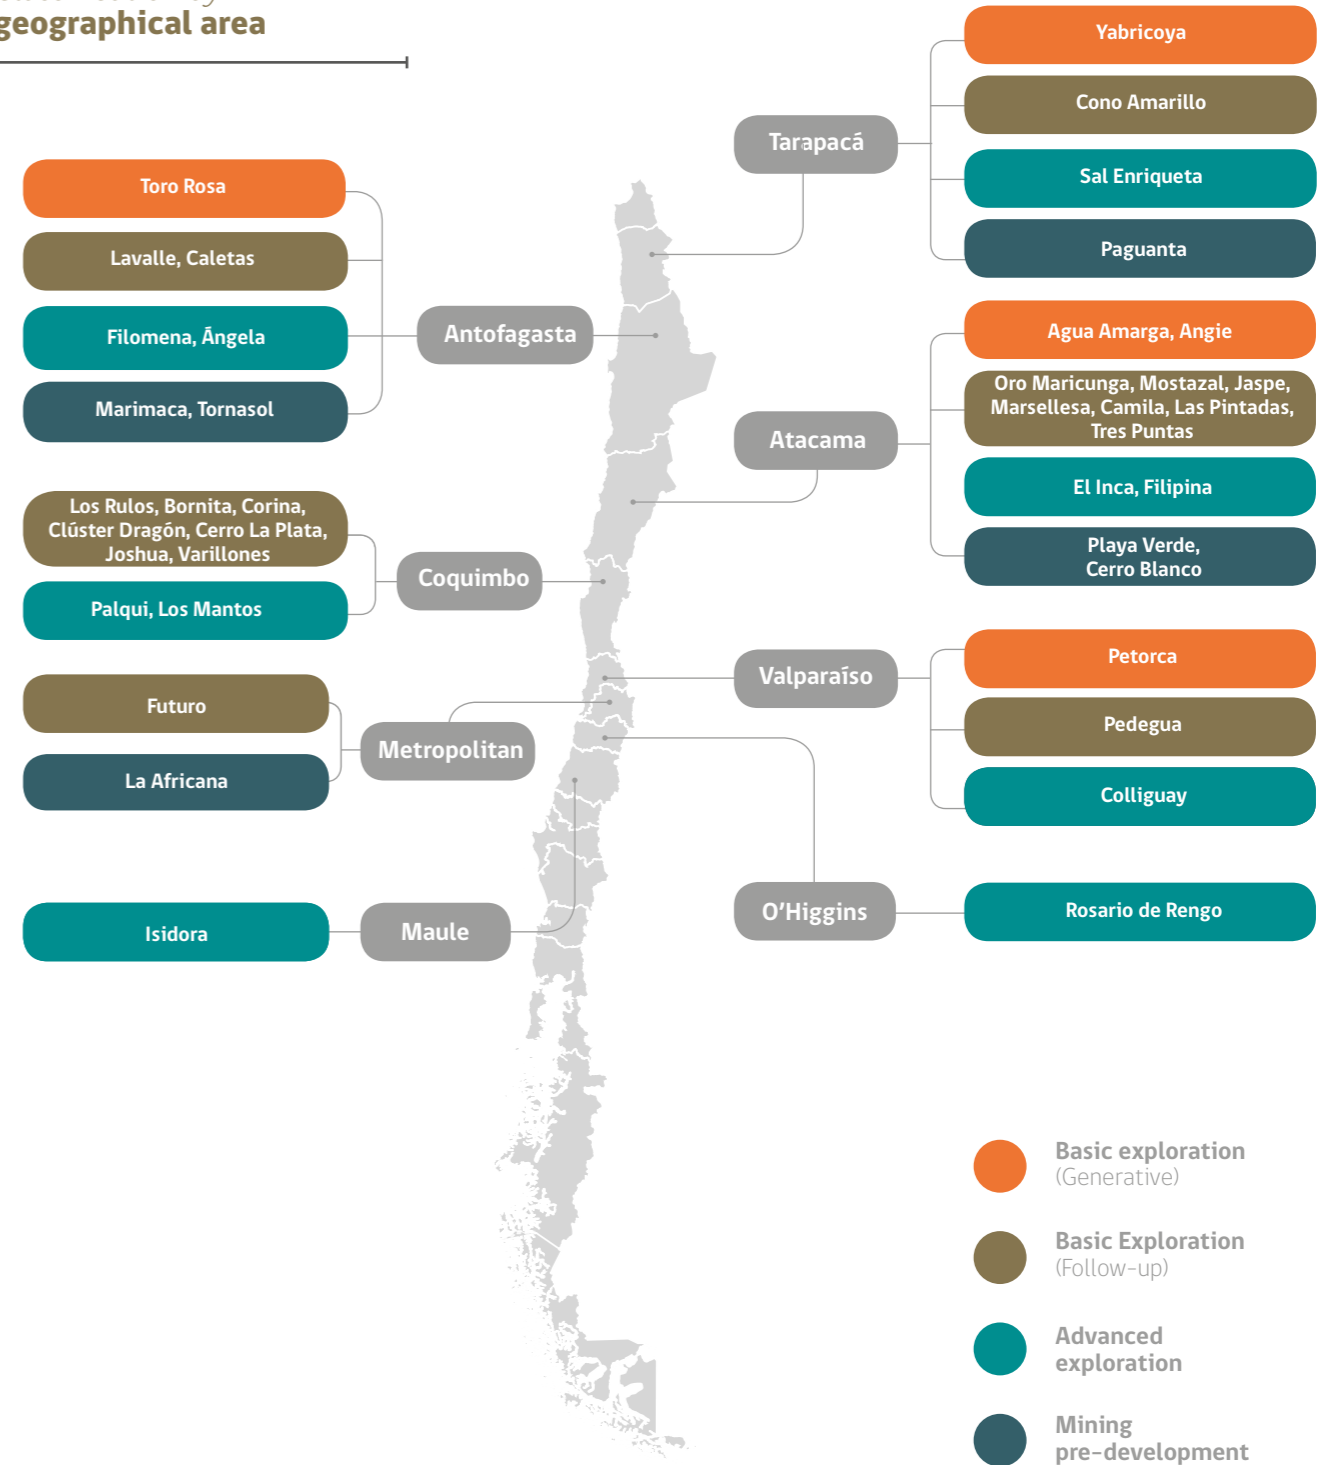 geographical area
Toro Rosa
Lavalle, Caletas
Filomena, Ángela
Marimaca, Tornasol
Antofagasta
Los Rulos, Bornita, Corina,
Clúster Dragón, Cerro La Plata,
Joshua, Varillones
Palqui, Los Mantos
Coquimbo
Futuro
La Africana
Metropolitan
Isidora
Maule
Tarapacá
Yabricoya
Cono Amarillo
Sal Enriqueta
Paguanta
Atacama
Agua Amarga, Angie
Oro Maricunga, Mostazal, Jaspe,
Marsellesa, Camila, Las Pintadas,
Tres Puntas
El Inca, Filipina
Playa Verde,
Cerro Blanco
Valparaíso
Petorca
Pedegua
Colliguay
O'Higgins
Rosario de Rengo
Basic exploration
(Generative)
Basic Exploration
(Follow-up)
Advanced
exploration
Mining
pre-development